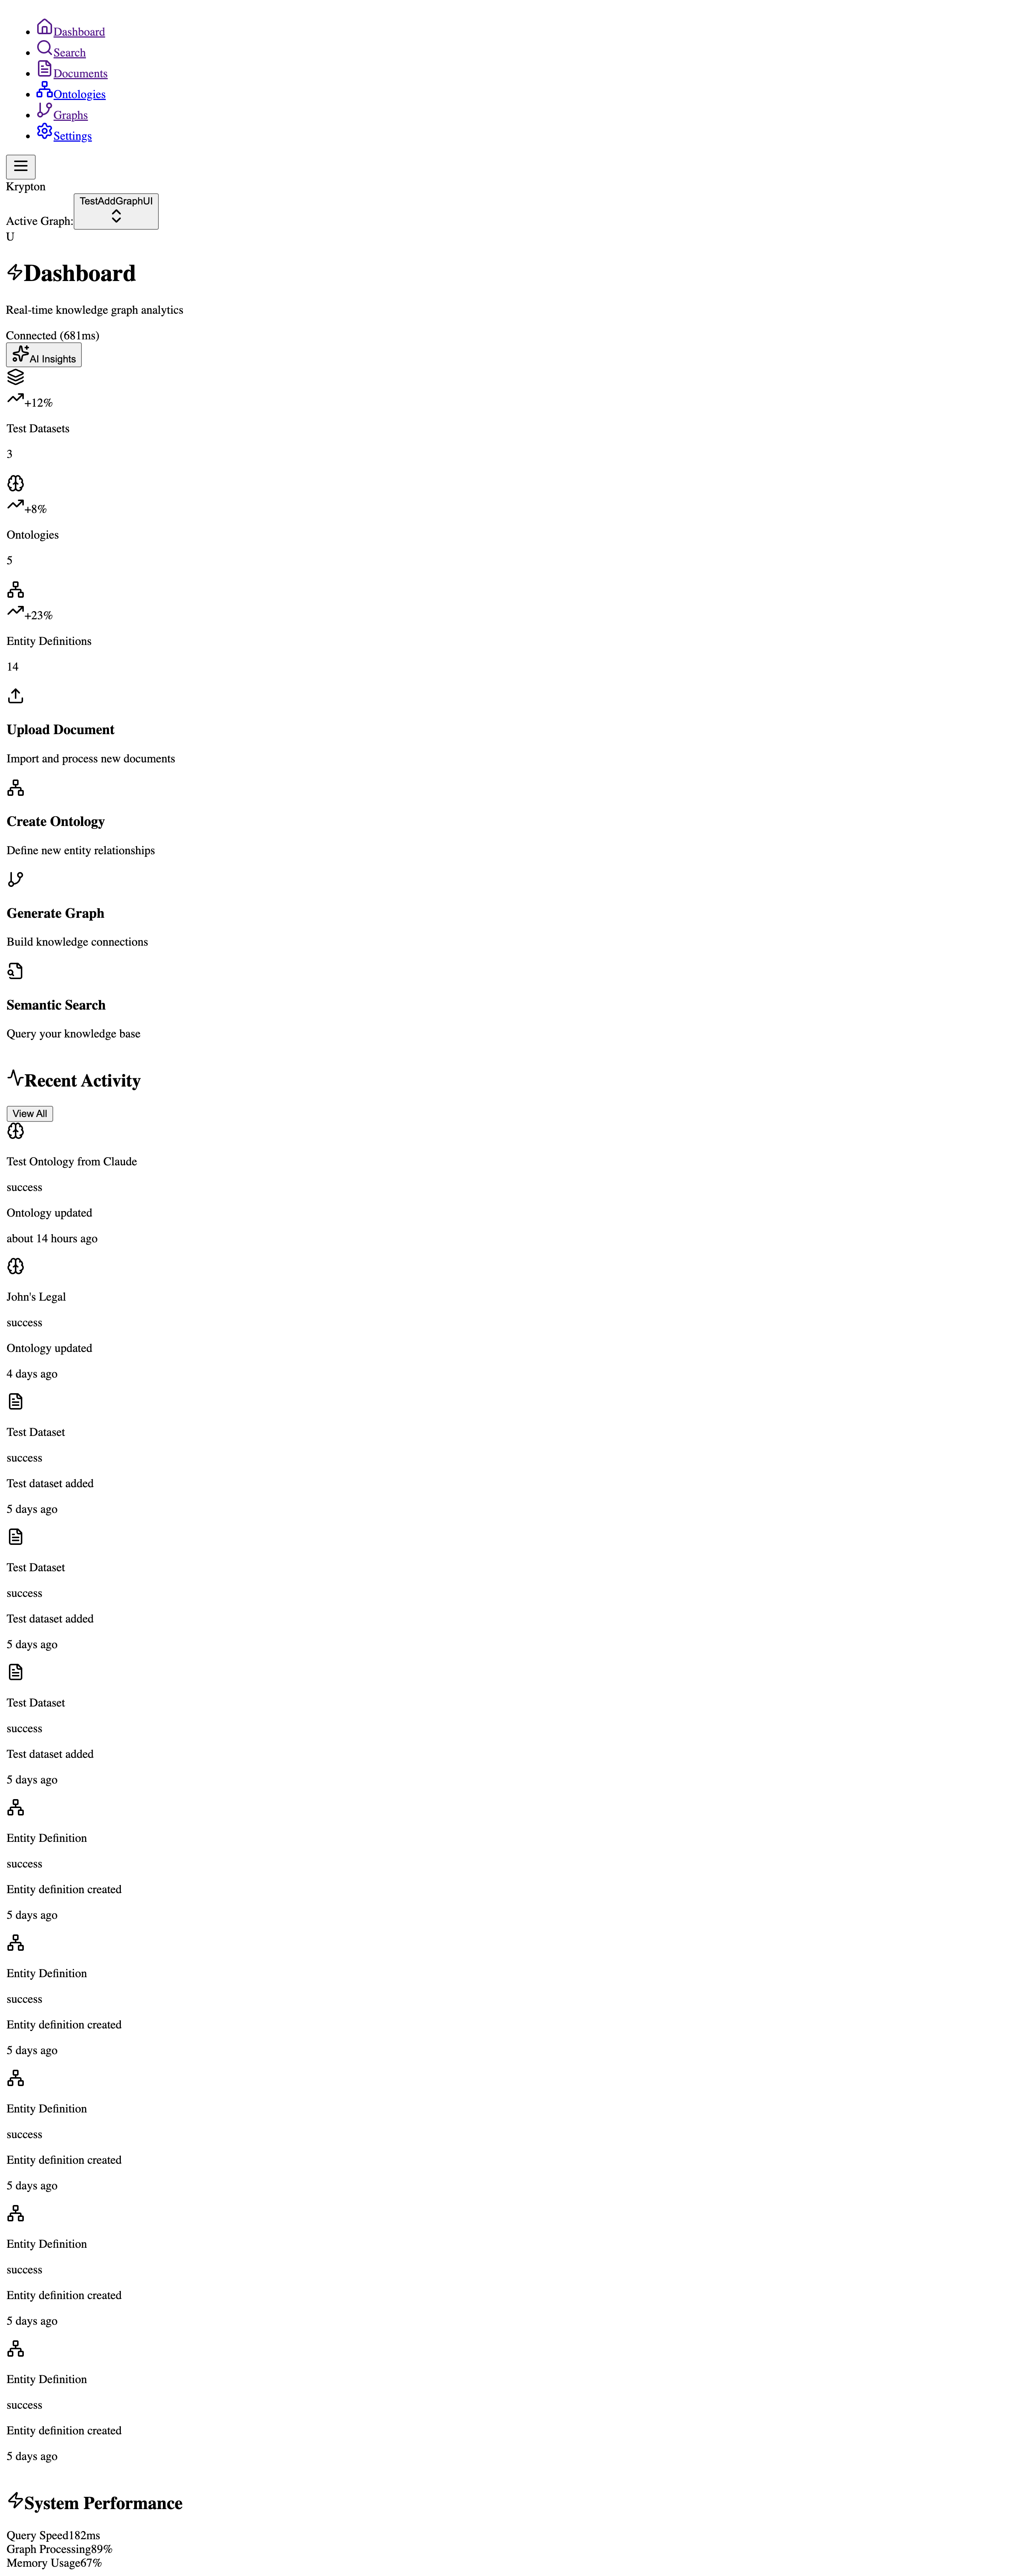 Dashboard
Search
Documents
Ontologies
Graphs
Settings
Krypton
Active Graph: TestAddGraphUI
U
Dashboard
Real-time knowledge graph analytics
Connected (681ms)
AI Insights
+12%
Test Datasets
3
+8%
Ontologies
5
+23%
Entity Definitions
14
Upload Document
Import and process new documents
Create Ontology
Define new entity relationships
Generate Graph
Build knowledge connections
Semantic Search
Query your knowledge base
Recent Activity
View All
Test Ontology from Claude
success
Ontology updated
about 14 hours ago
John's Legal
success
Ontology updated
4 days ago
Test Dataset
success
Test dataset added
5 days ago
Test Dataset
success
Test dataset added
5 days ago
Test Dataset
success
Test dataset added
5 days ago
Entity Definition
success
Entity definition created
5 days ago
Entity Definition
success
Entity definition created
5 days ago
Entity Definition
success
Entity definition created
5 days ago
Entity Definition
success
Entity definition created
5 days ago
Entity Definition
success
Entity definition created
5 days ago
System Performance
Query Speed182ms
Graph Processing89%
Memory Usage67%